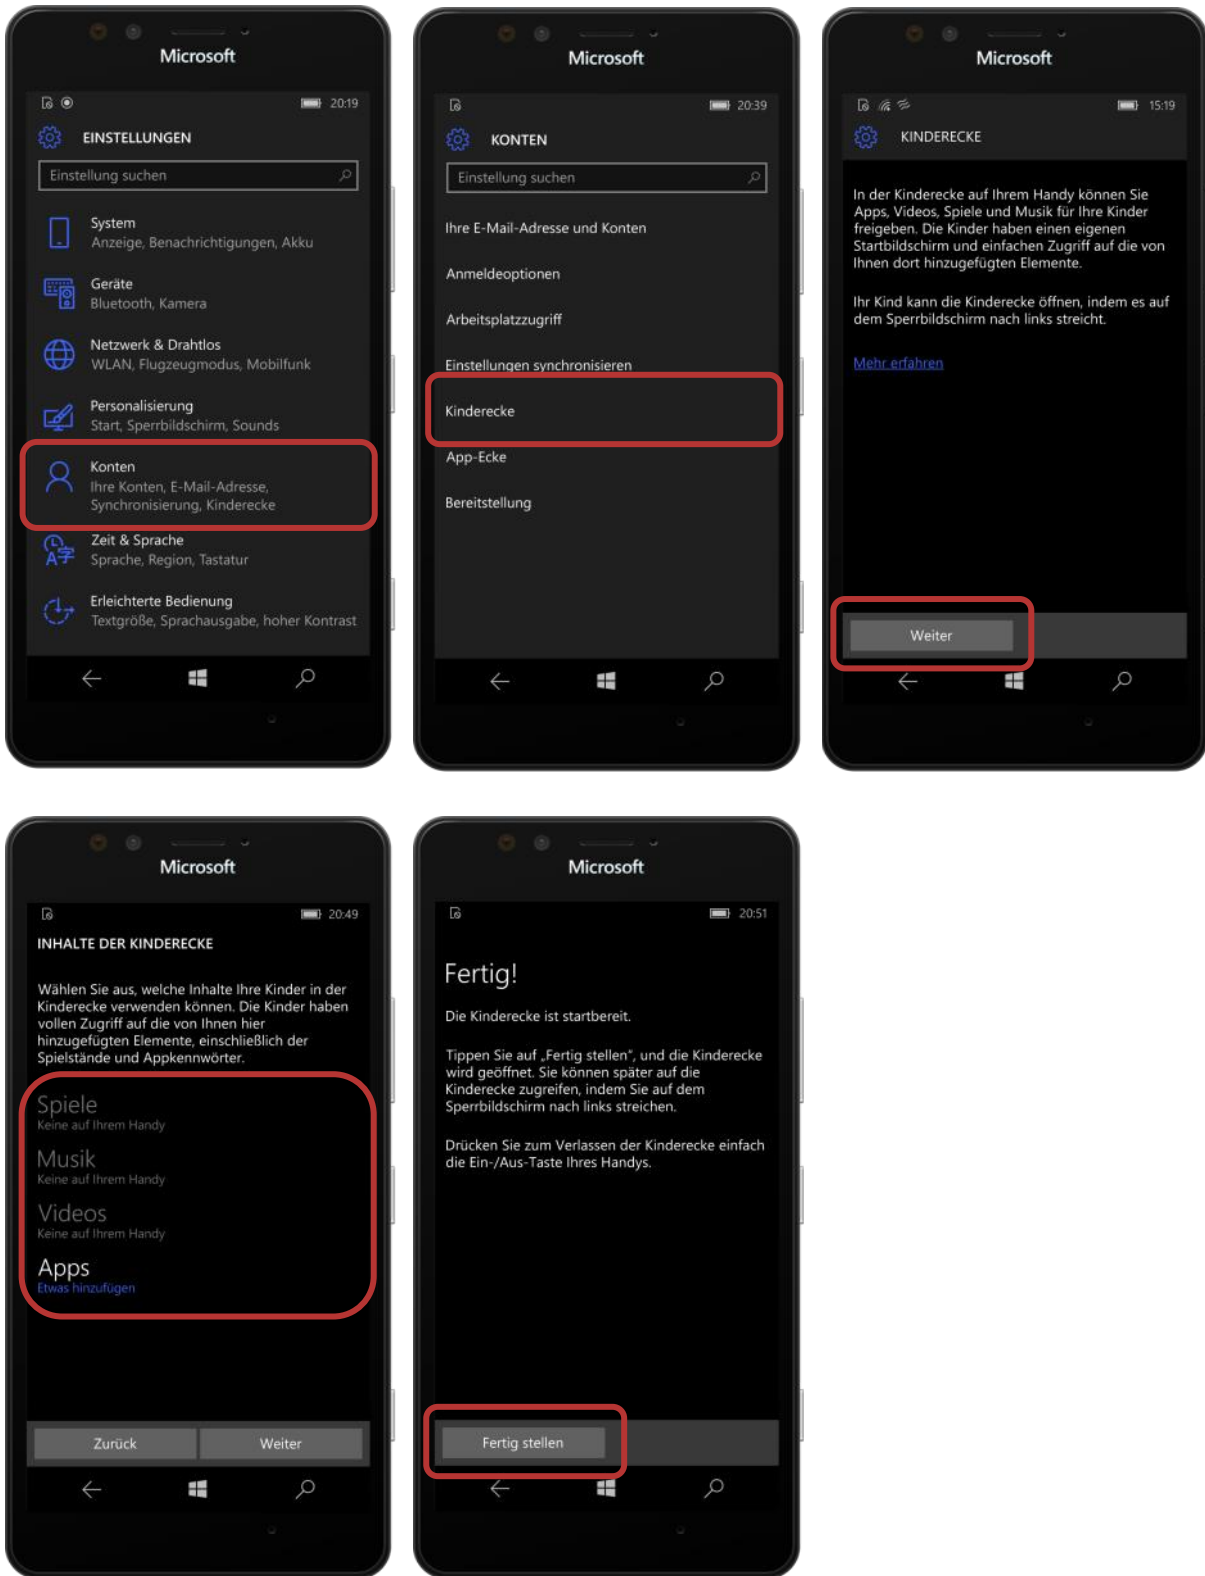 Microsoft
20:19
EINSTELLUNGEN
Einstellung suchen
System
Anzeige, Benachrichtigungen, Akku
Geräte
Bluetooth, Kamera
Netzwerk & Drahtlos
WLAN, Flugzeugmodus, Mobilfunk
Personalisierung
Start, Sperrbildschirm, Sounds
Konten
Ihre Konten, E-Mail-Adresse,
Synchronisierung, Kinderecke
Zeit & Sprache
Sprache, Region, Tastatur
Erleichterte Bedienung
Textgröße, Sprachausgabe, hoher Kontrast
Microsoft
20:39
KONTEN
Einstellung suchen
Ihre E-Mail-Adresse und Konten
Anmeldeoptionen
Arbeitsplatzzugriff
Einstellungen synchronisieren
Kinderecke
App-Ecke
Bereitstellung
Microsoft
15:19
KINDERECKE
In der Kinderecke auf Ihrem Handy können Sie
Apps, Videos, Spiele und Musik für Ihre Kinder
freigeben. Die Kinder haben einen eigenen
Startbildschirm und einfachen Zugriff auf die von
Ihnen dort hinzugefügten Elemente.
Ihr Kind kann die Kinderecke öffnen, indem es auf
dem Sperrbildschirm nach links streicht.
Mehr erfahren
Weiter
Microsoft
20:49
INHALTE DER KINDERECKE
Wählen Sie aus, welche Inhalte Ihre Kinder in der
Kinderecke verwenden können. Die Kinder haben
vollen Zugriff auf die von Ihnen hier
hinzugefügten Elemente, einschließlich der
Spielstände und Appkennwörter.
Spiele
Keine auf Ihrem Handy
Musik
Keine auf Ihrem Handy
Videos
Keine auf Ihrem Handy
Apps
Etwas hinzufügen
Zurück
Weiter
Microsoft
20:51
Fertig!
Die Kinderecke ist startbereit.
Tippen Sie auf „Fertig stellen“, und die Kinderecke
wird geöffnet. Sie können später auf die
Kinderecke zugreifen, indem Sie auf dem
Sperrbildschirm nach links streichen.
Drücken Sie zum Verlassen der Kinderecke einfach
die Ein-/Aus-Taste Ihres Handys.
Fertig stellen